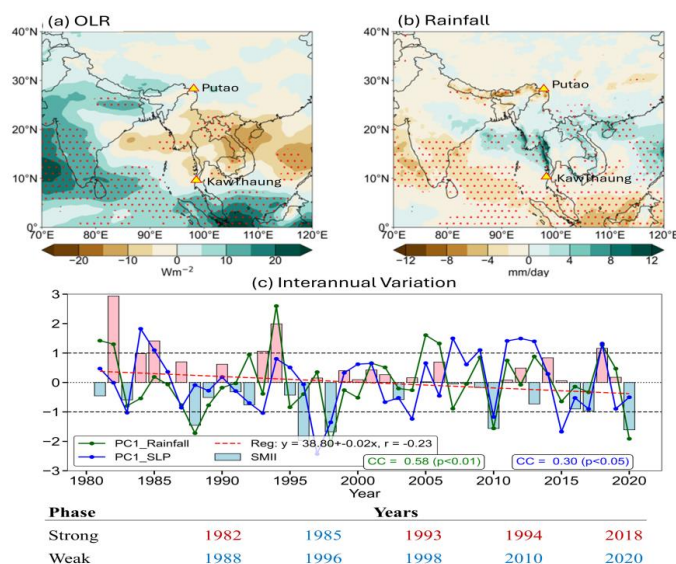 (a) OLR
(b) Rainfall
40°N
30°N
20°N
10°N
0°
Putao
KawThaung
70°E 80°E 90°E 100°E 110°E 120°E
−20 −10 0 10 20
Wm⁻²
40°N
30°N
20°N
10°N
0°
Putao
KawThaung
70°E 80°E 90°E 100°E 110°E 120°E
−12 −8 −4 0 4 8 12
mm/day
(c) Interannual Variation
3
2
1
0
-1
-2
-3
PC1_Rainfall
PC1_SLP
Reg: y = 38.80+-0.02x, r = -0.23
SMII
CC = 0.58 (p<0.01)
CC = 0.30 (p<0.05)
1980 1985 1990 1995 2000 2005 2010 2015 2020
Year
Phase Years
Strong 1982 1985 1993 1994 2018
Weak 1988 1996 1998 2010 2020